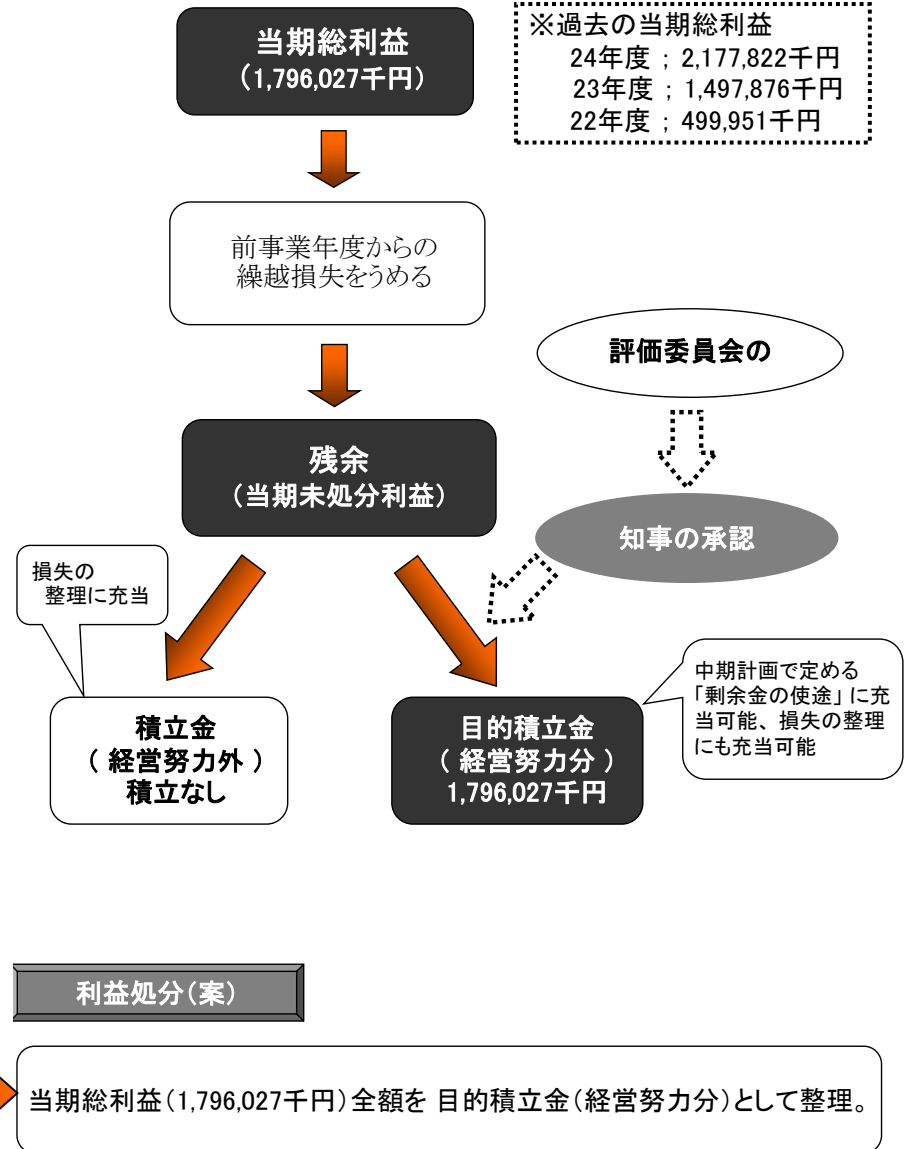 当期総利益
（1,796,027千円）
※過去の当期総利益
24年度；2,177,822千円
23年度；1,497,876千円
22年度；499,951千円
前事業年度からの
繰越損失をうめる
評価委員会の
残余
（当期未処分利益）
知事の承認
損失の
整理に充当
中期計画で定める
「剰余金の使途」に充
当可能、損失の整理
にも充当可能
積立金
（経営努力外）
積立なし
目的積立金
（経営努力分）
1,796,027千円
利益処分（案）
当期総利益（1,796,027千円）全額を 目的積立金（経営努力分）として整理。